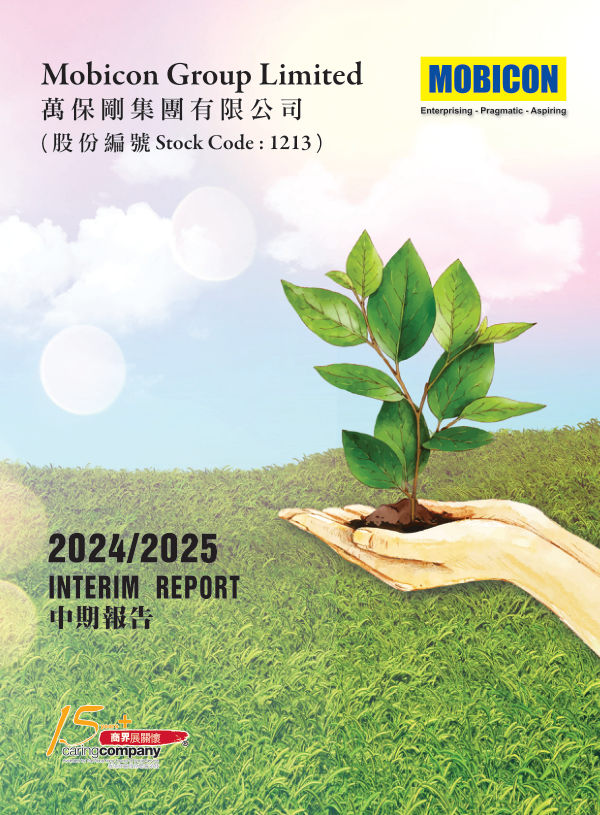 Mobicon Group Limited
萬保剛集團有限公司
(股份編號 Stock Code : 1213)
MOBICON
Enterprising - Pragmatic - Aspiring
2024/2025
INTERIM REPORT
中期報告
15 years+
商界展關懷
caringcompany